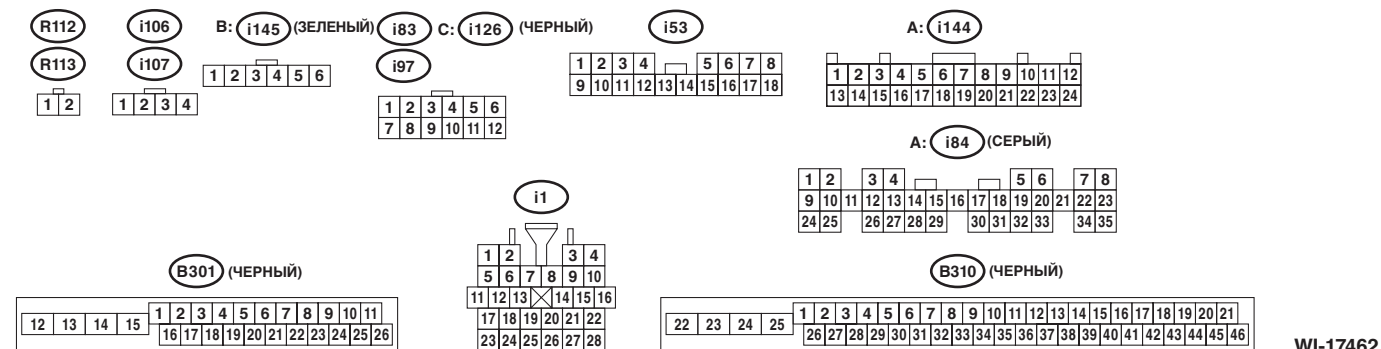 R112
i106
B: i145 (ЗЕЛЕНЫЙ)
i83
C: i126 (ЧЕРНЫЙ)
i53
A: i144
R113
i107
i97
1 2
1 2 3 4
1 2 3 4 5 6
1 2 3 4 5 6
7 8 9 10 11 12
1 2 3 4 5 6 7 8
9 10 11 12 13 14 15 16 17 18
1 2 3 4 5 6 7 8 9 10 11 12
13 14 15 16 17 18 19 20 21 22 23 24
A: i84 (СЕРЫЙ)
1 2 3 4 5 6 7 8
9 10 11 12 13 14 15 16 17 18 19 20 21 22 23
24 25 26 27 28 29 30 31 32 33 34 35
i1
1 2 3 4
5 6 7 8 9 10
11 12 13 14 15 16
17 18 19 20 21 22
23 24 25 26 27 28
B301 (ЧЕРНЫЙ)
12 13 14 15 1 2 3 4 5 6 7 8 9 10 11
16 17 18 19 20 21 22 23 24 25 26
B310 (ЧЕРНЫЙ)
22 23 24 25 1 2 3 4 5 6 7 8 9 10 11 12 13 14 15 16 17 18 19 20 21
26 27 28 29 30 31 32 33 34 35 36 37 38 39 40 41 42 43 44 45 46
WI-17462